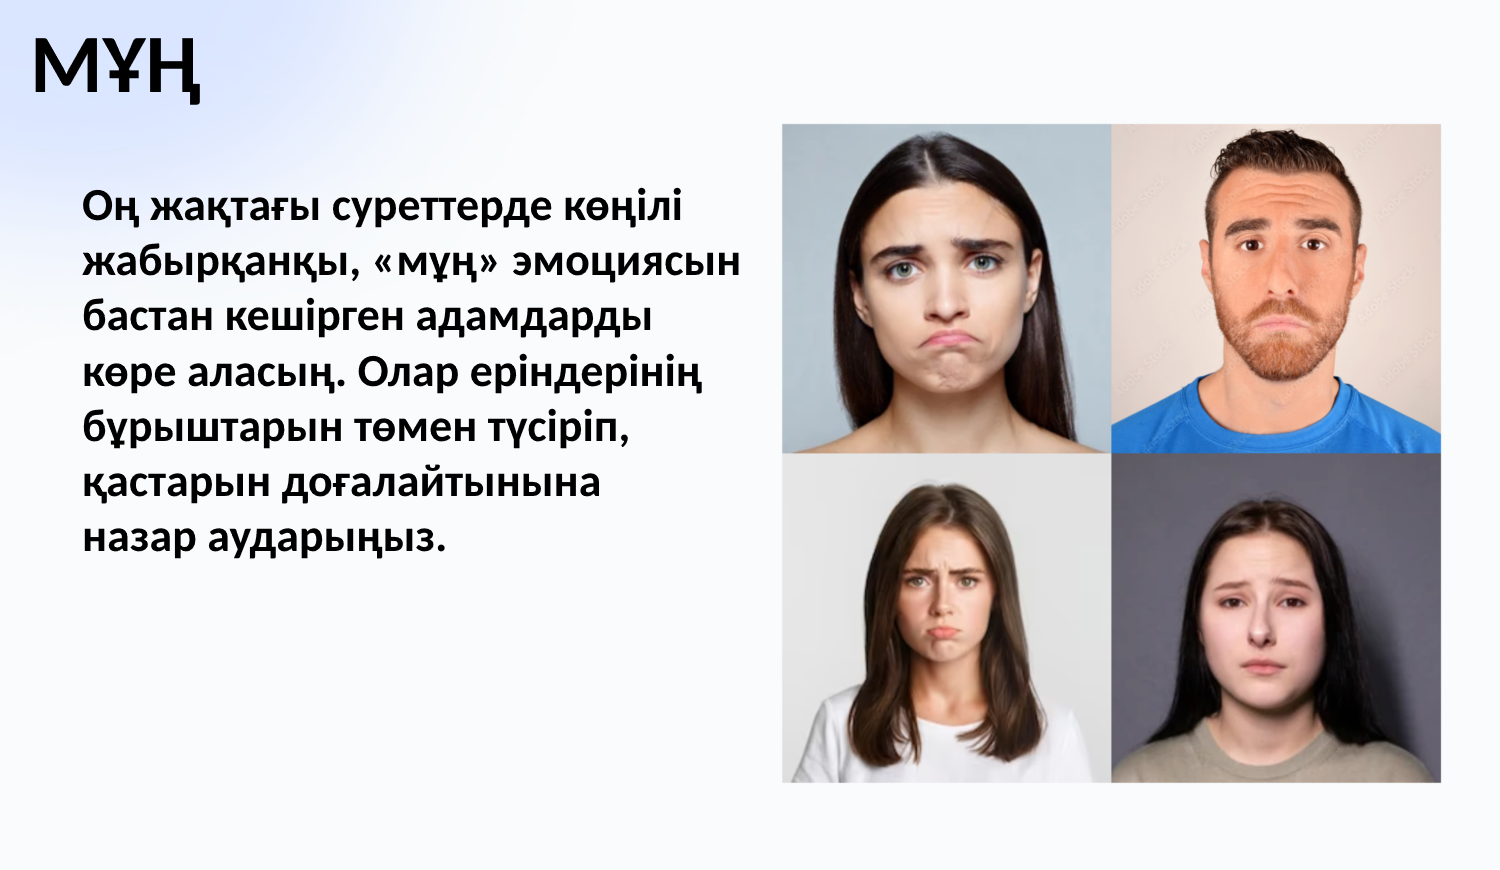 МҰҢ
Оң жақтағы суреттерде көңілі
жабырқанқы, «мұң» эмоциясын
бастан кешірген адамдарды
көре аласың. Олар еріндерінің
бұрыштарын төмен түсіріп,
қастарын доғалайтынына
назар аударыңыз.